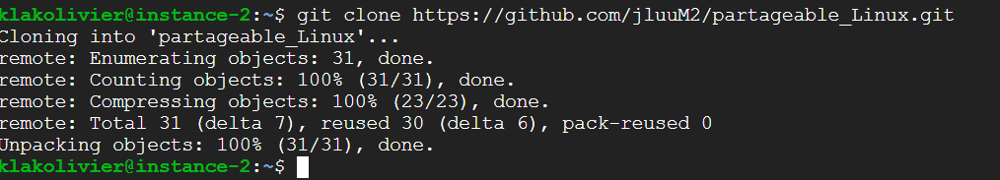 klakolivier@instance-2:~$ git clone https://github.com/jluuM2/partageable_Linux.git
Cloning into 'partageable_Linux'...
remote: Enumerating objects: 31, done.
remote: Counting objects: 100% (31/31), done.
remote: Compressing objects: 100% (23/23), done.
remote: Total 31 (delta 7), reused 30 (delta 6), pack-reused 0
Unpacking objects: 100% (31/31), done.
klakolivier@instance-2:~$